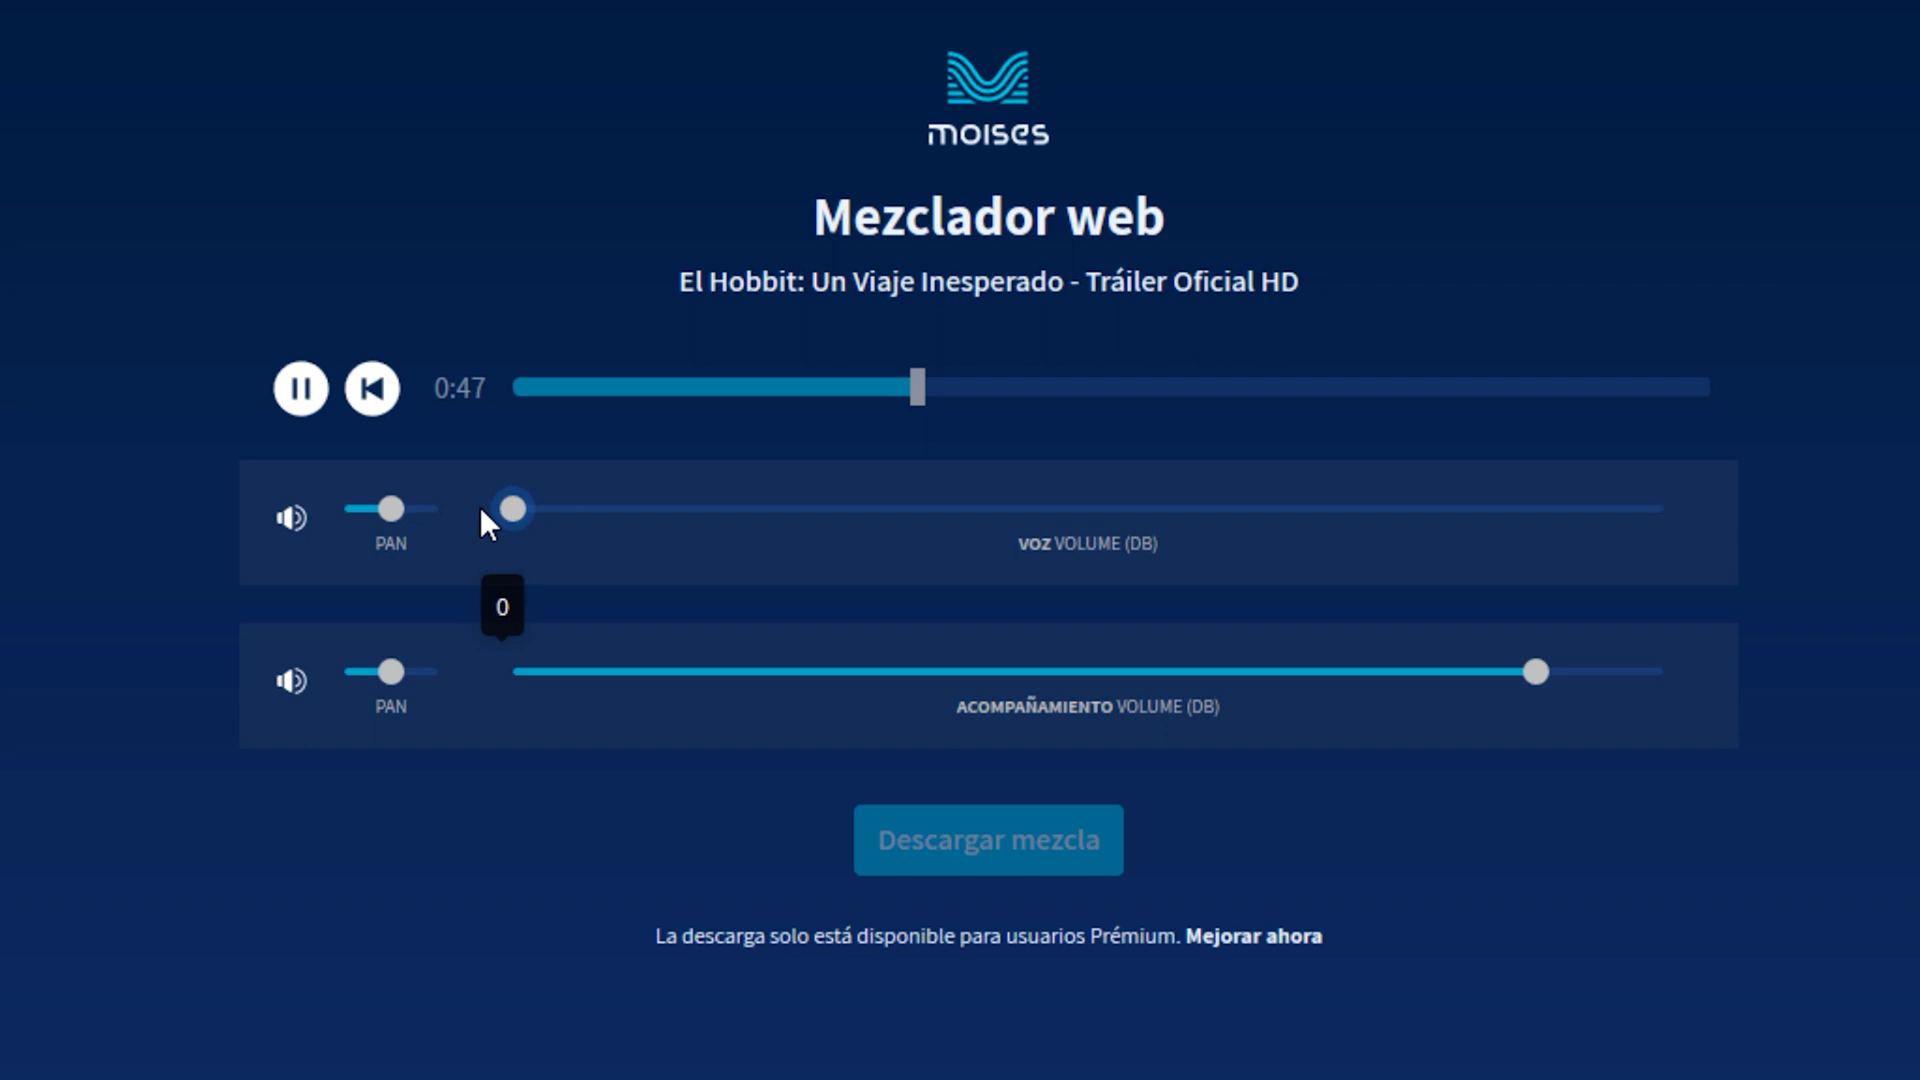 moises
Mezclador web
El Hobbit: Un Viaje Inesperado - Tráiler Oficial HD
0:47
PAN
VOZ VOLUME (DB)
0
PAN
ACOMPAÑAMIENTO VOLUME (DB)
Descargar mezcla
La descarga solo está disponible para usuarios Prémium. Mejorar ahora